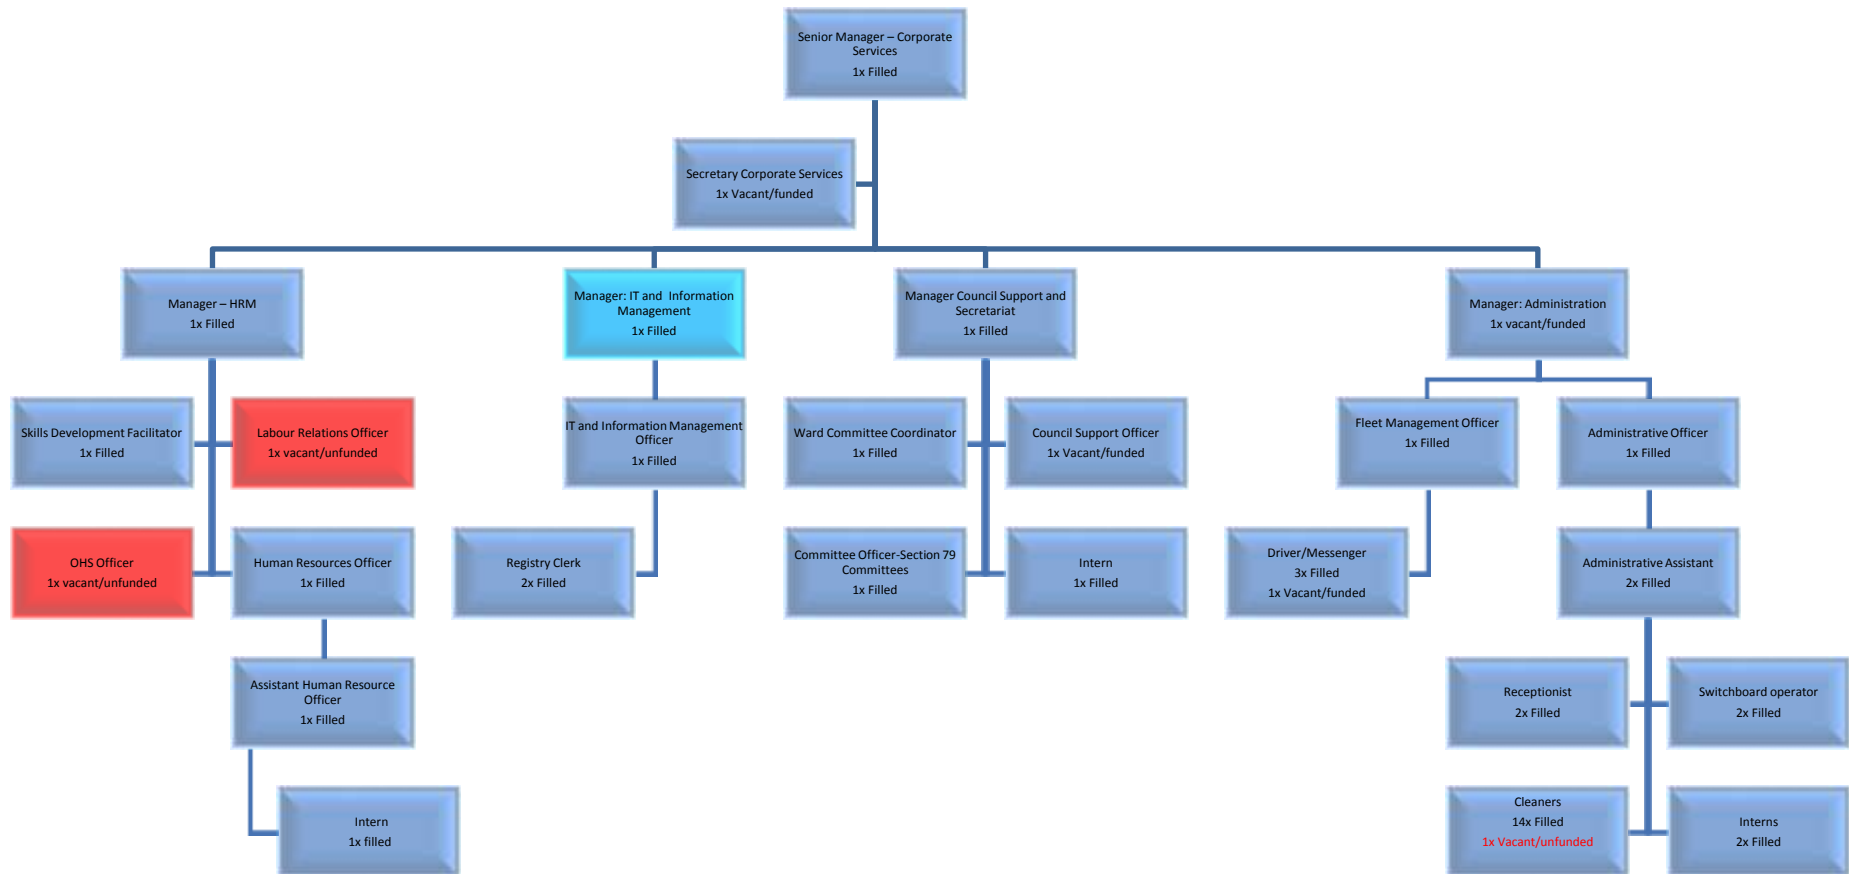 Senior Manager – Corporate
Services
1x Filled
Secretary Corporate Services
1x Vacant/funded
Manager – HRM
1x Filled
Manager: IT and  Information
Management
1x Filled
Manager Council Support and
Secretariat
1x Filled
Manager: Administration
1x vacant/funded
Skills Development Facilitator
1x Filled
Labour Relations Officer
1x vacant/unfunded
IT and Information Management
Officer
1x Filled
Ward Committee Coordinator
1x Filled
Council Support Officer
1x Vacant/funded
Fleet Management Officer
1x Filled
Administrative Officer
1x Filled
OHS Officer
1x vacant/unfunded
Human Resources Officer
1x Filled
Registry Clerk
2x Filled
Committee Officer-Section 79
Committees
1x Filled
Intern
1x Filled
Driver/Messenger
3x Filled
1x Vacant/funded
Administrative Assistant
2x Filled
Assistant Human Resource
Officer
1x Filled
Receptionist
2x Filled
Switchboard operator
2x Filled
Intern
1x filled
Cleaners
14x Filled
1x Vacant/unfunded
Interns
2x Filled